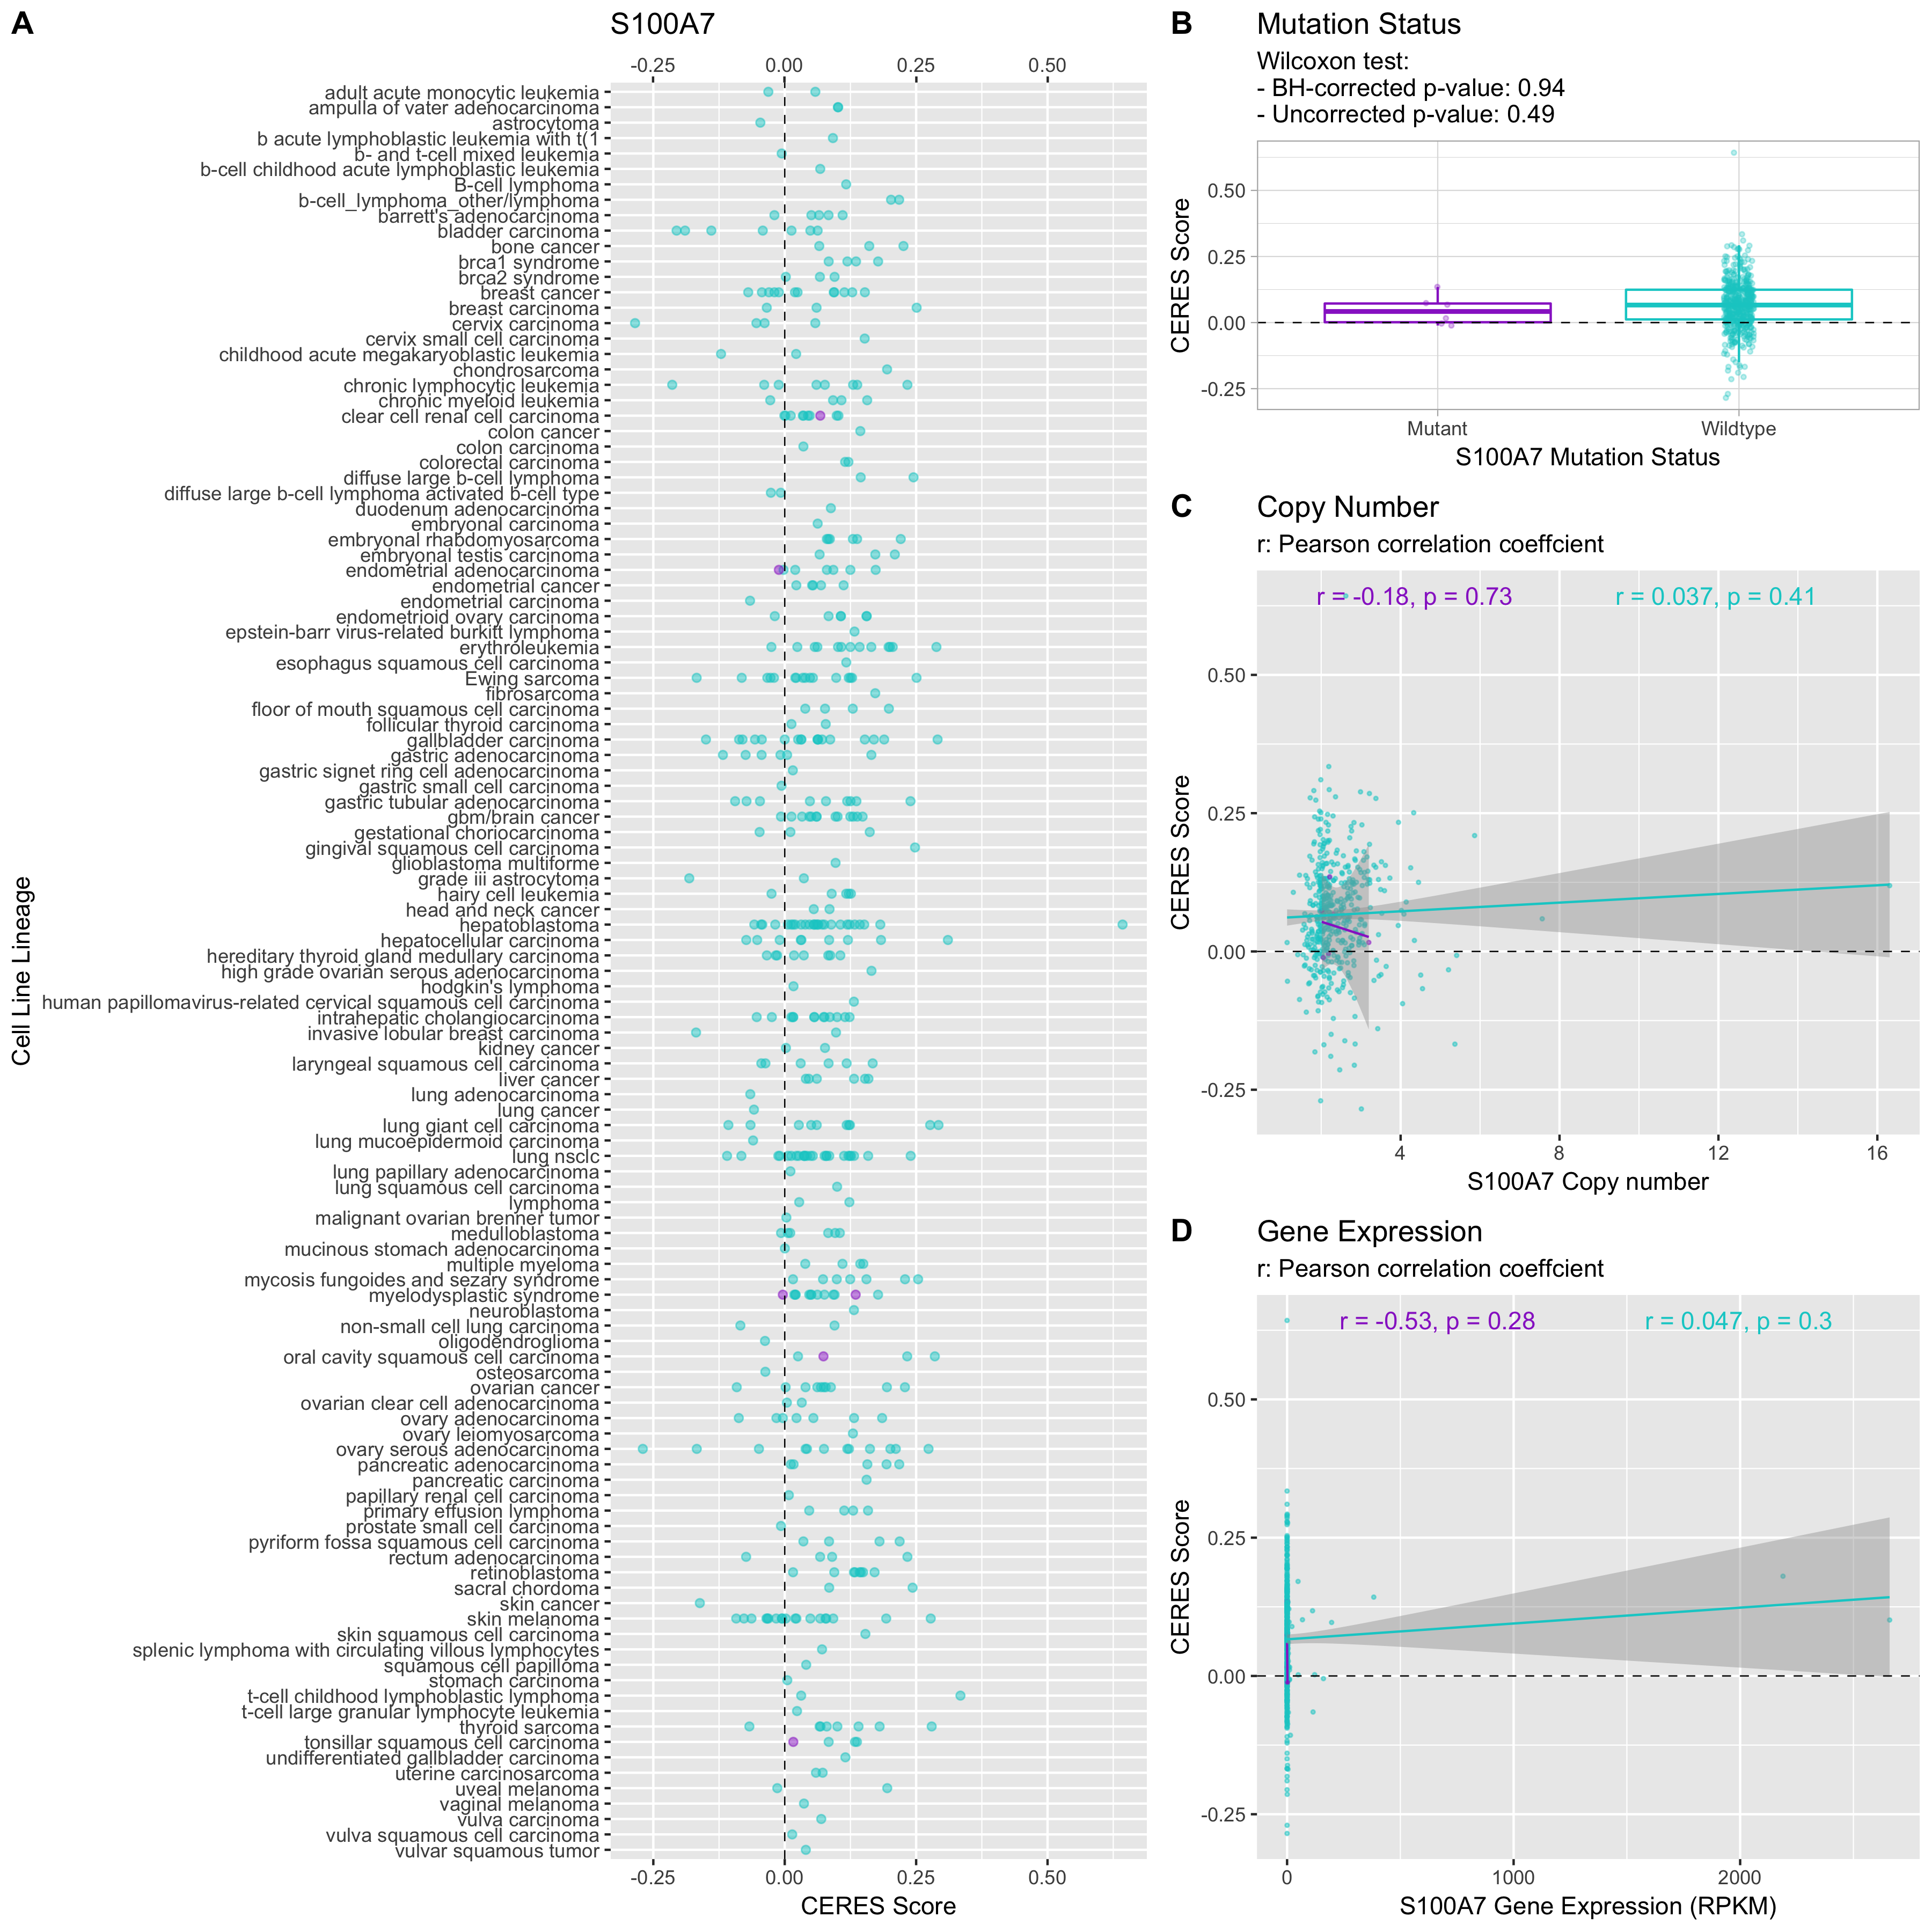 A
S100A7
-0.25 0.00 0.25 0.50
adult acute monocytic leukemia
ampulla of vater adenocarcinoma
astrocytoma
b acute lymphoblastic leukemia with t(1
b- and t-cell mixed leukemia
b-cell childhood acute lymphoblastic leukemia
B-cell lymphoma
b-cell_lymphoma_other/lymphoma
barrett's adenocarcinoma
bladder carcinoma
bone cancer
brca1 syndrome
brca2 syndrome
breast cancer
breast carcinoma
cervix carcinoma
cervix small cell carcinoma
childhood acute megakaryoblastic leukemia
chondrosarcoma
chronic lymphocytic leukemia
chronic myeloid leukemia
clear cell renal cell carcinoma
colon cancer
colon carcinoma
colorectal carcinoma
diffuse large b-cell lymphoma
diffuse large b-cell lymphoma activated b-cell type
duodenum adenocarcinoma
embryonal carcinoma
embryonal rhabdomyosarcoma
embryonal testis carcinoma
endometrial adenocarcinoma
endometrial cancer
endometrial carcinoma
endometrioid ovary carcinoma
epstein-barr virus-related burkitt lymphoma
erythroleukemia
esophagus squamous cell carcinoma
Ewing sarcoma
fibrosarcoma
floor of mouth squamous cell carcinoma
follicular thyroid carcinoma
gallbladder carcinoma
gastric adenocarcinoma
gastric signet ring cell adenocarcinoma
gastric small cell carcinoma
gastric tubular adenocarcinoma
gbm/brain cancer
gestational choriocarcinoma
gingival squamous cell carcinoma
glioblastoma multiforme
grade iii astrocytoma
hairy cell leukemia
head and neck cancer
hepatoblastoma
hepatocellular carcinoma
hereditary thyroid gland medullary carcinoma
high grade ovarian serous adenocarcinoma
hodgkin's lymphoma
human papillomavirus-related cervical squamous cell carcinoma
intrahepatic cholangiocarcinoma
invasive lobular breast carcinoma
kidney cancer
laryngeal squamous cell carcinoma
liver cancer
lung adenocarcinoma
lung cancer
lung giant cell carcinoma
lung mucoepidermoid carcinoma
lung nsclc
lung papillary adenocarcinoma
lung squamous cell carcinoma
lymphoma
malignant ovarian brenner tumor
medulloblastoma
mucinous stomach adenocarcinoma
multiple myeloma
mycosis fungoides and sezary syndrome
myelodysplastic syndrome
neuroblastoma
non-small cell lung carcinoma
oligodendroglioma
oral cavity squamous cell carcinoma
osteosarcoma
ovarian cancer
ovarian clear cell adenocarcinoma
ovary adenocarcinoma
ovary leiomyosarcoma
ovary serous adenocarcinoma
pancreatic adenocarcinoma
pancreatic carcinoma
papillary renal cell carcinoma
primary effusion lymphoma
prostate small cell carcinoma
pyriform fossa squamous cell carcinoma
rectum adenocarcinoma
retinoblastoma
sacral chordoma
skin cancer
skin melanoma
skin squamous cell carcinoma
splenic lymphoma with circulating villous lymphocytes
squamous cell papilloma
stomach carcinoma
t-cell childhood lymphoblastic lymphoma
t-cell large granular lymphocyte leukemia
thyroid sarcoma
tonsillar squamous cell carcinoma
undifferentiated gallbladder carcinoma
uterine carcinosarcoma
uveal melanoma
vaginal melanoma
vulva carcinoma
vulva squamous cell carcinoma
vulvar squamous tumor
-0.25 0.00 0.25 0.50
CERES Score
Cell Line Lineage
B
Mutation Status
Wilcoxon test:
- BH-corrected p-value: 0.94
- Uncorrected p-value: 0.49
0.50
0.25
0.00
-0.25
CERES Score
Mutant Wildtype
S100A7 Mutation Status
C
Copy Number
r: Pearson correlation coeffcient
r = -0.18, p = 0.73 r = 0.037, p = 0.41
0.50
0.25
0.00
-0.25
CERES Score
4 8 12 16
S100A7 Copy number
D
Gene Expression
r: Pearson correlation coeffcient
r = -0.53, p = 0.28 r = 0.047, p = 0.3
0.50
0.25
0.00
-0.25
CERES Score
0 1000 2000
S100A7 Gene Expression (RPKM)